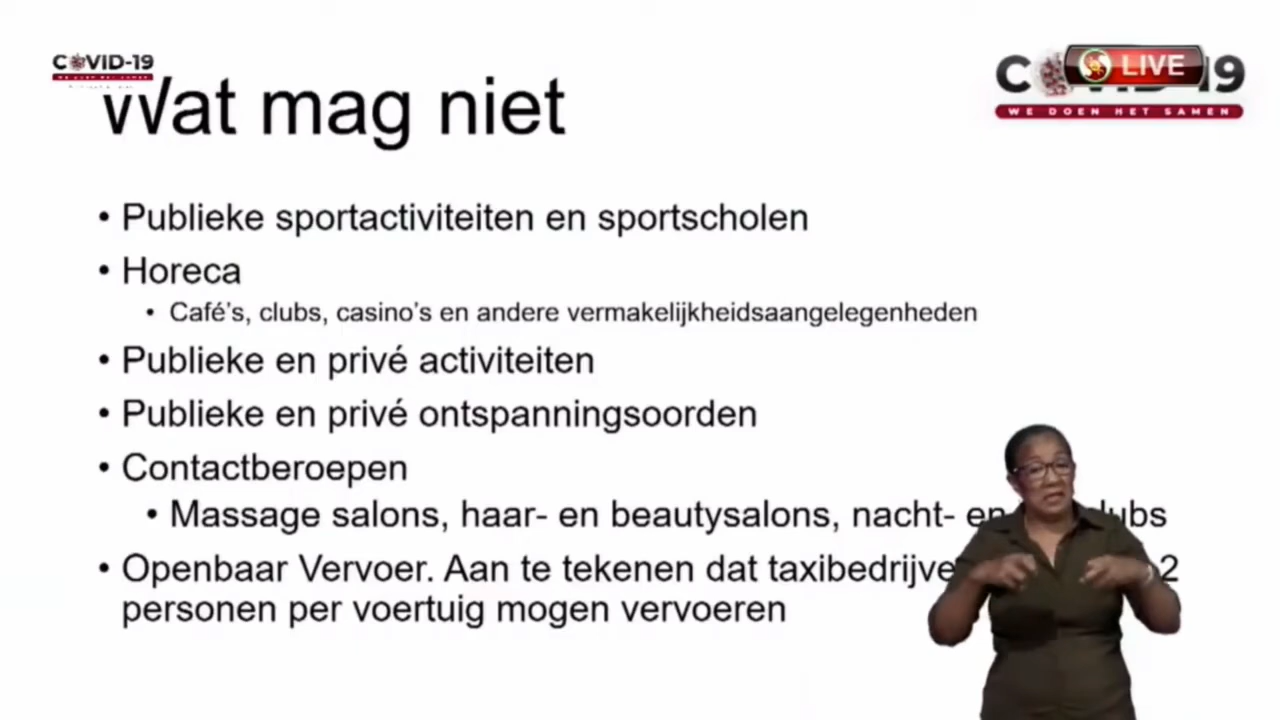 COVID-19
LIVE
WE DOEN HET SAMEN
Wat mag niet
• Publieke sportactiviteiten en sportscholen
• Horeca
• Café's, clubs, casino's en andere vermakelijkheidsaangelegenheden
• Publieke en privé activiteiten
• Publieke en privé ontspanningsoorden
• Contactberoepen
• Massage salons, haar- en beautysalons, nacht- en
• Openbaar Vervoer. Aan te tekenen dat 2
personen per voertuig mogen vervoeren